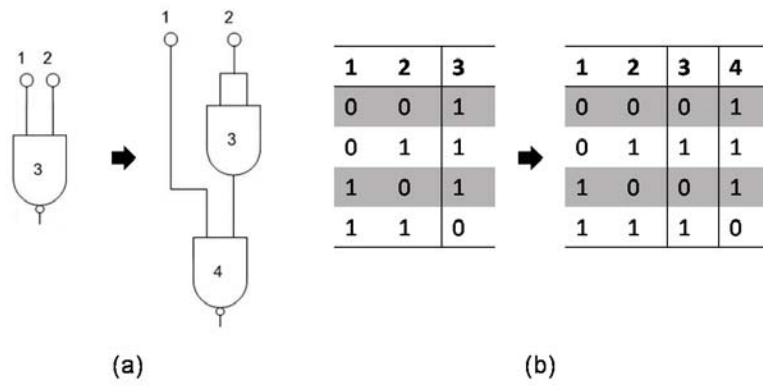 1 2
3
1 2
3
4
(a)
1 2 3
0 0 1
0 1 1
1 0 1
1 1 0
1 2 3 4
0 0 0 1
0 1 1 1
1 0 0 1
1 1 1 0
(b)